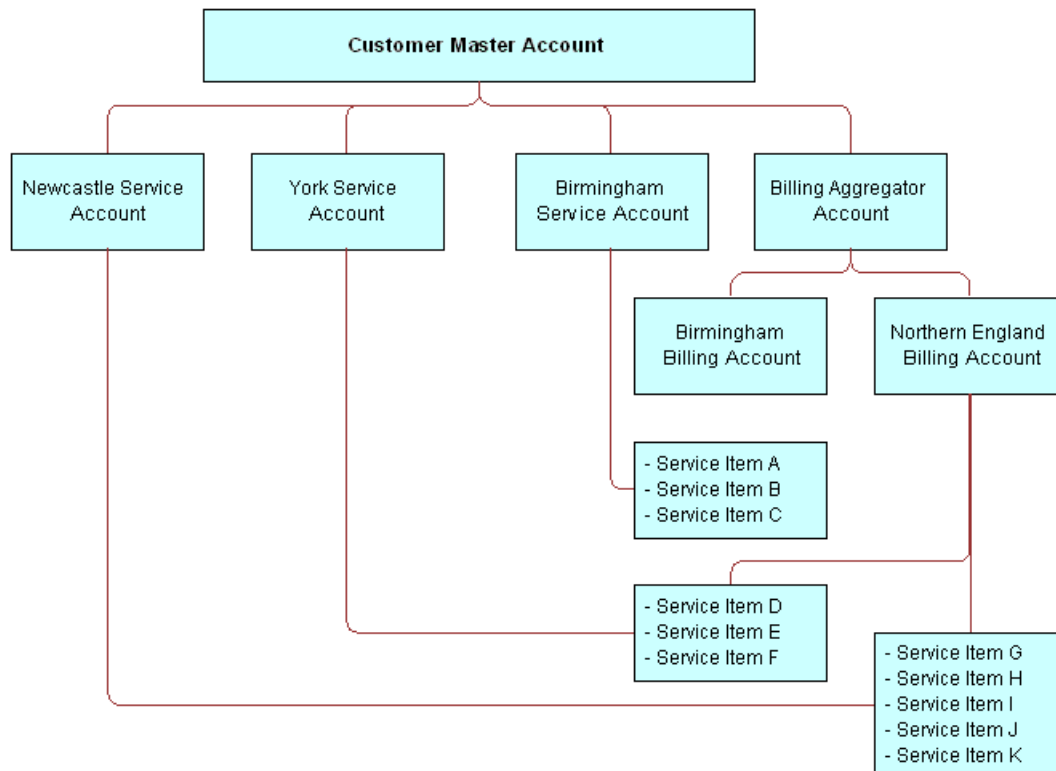 Customer Master Account
Newcastle Service
Account
York Service
Account
Birmingham
Service Account
Billing Aggregator
Account
Birmingham
Billing Account
Northern England
Billing Account
- Service Item A
- Service Item B
- Service Item C
- Service Item D
- Service Item E
- Service Item F
- Service Item G
- Service Item H
- Service Item I
- Service Item J
- Service Item K